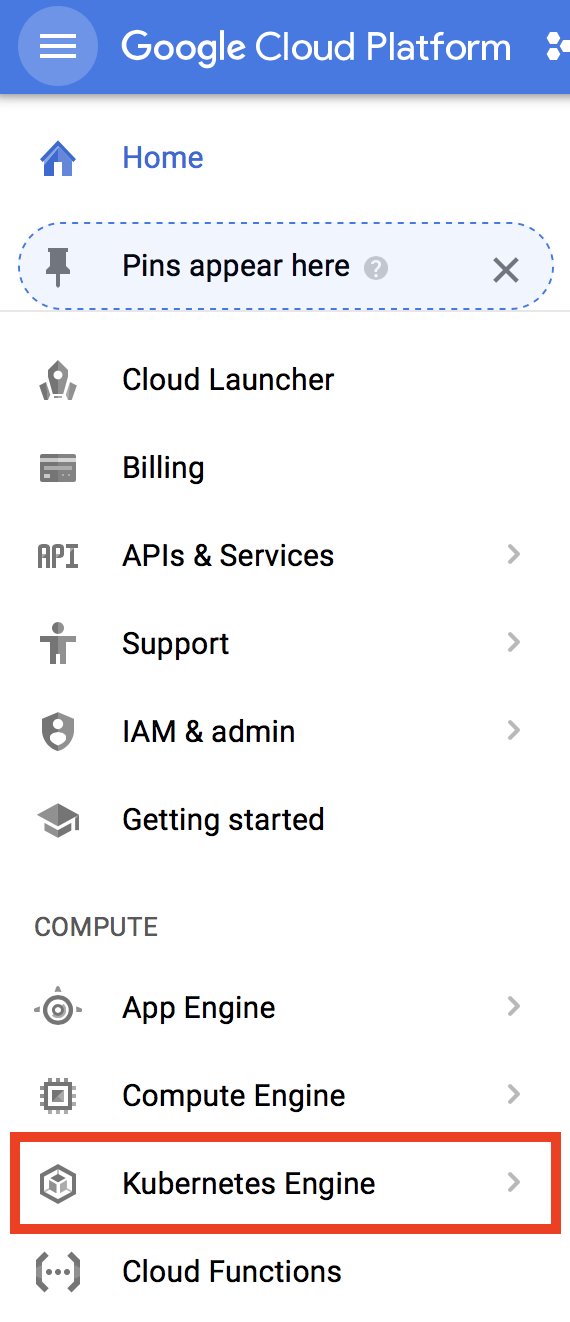 Google Cloud Platform
Home
Pins appear here ?
Cloud Launcher
Billing
API APIs & Services
Support
IAM & admin
Getting started
COMPUTE
App Engine
Compute Engine
Kubernetes Engine
Cloud Functions